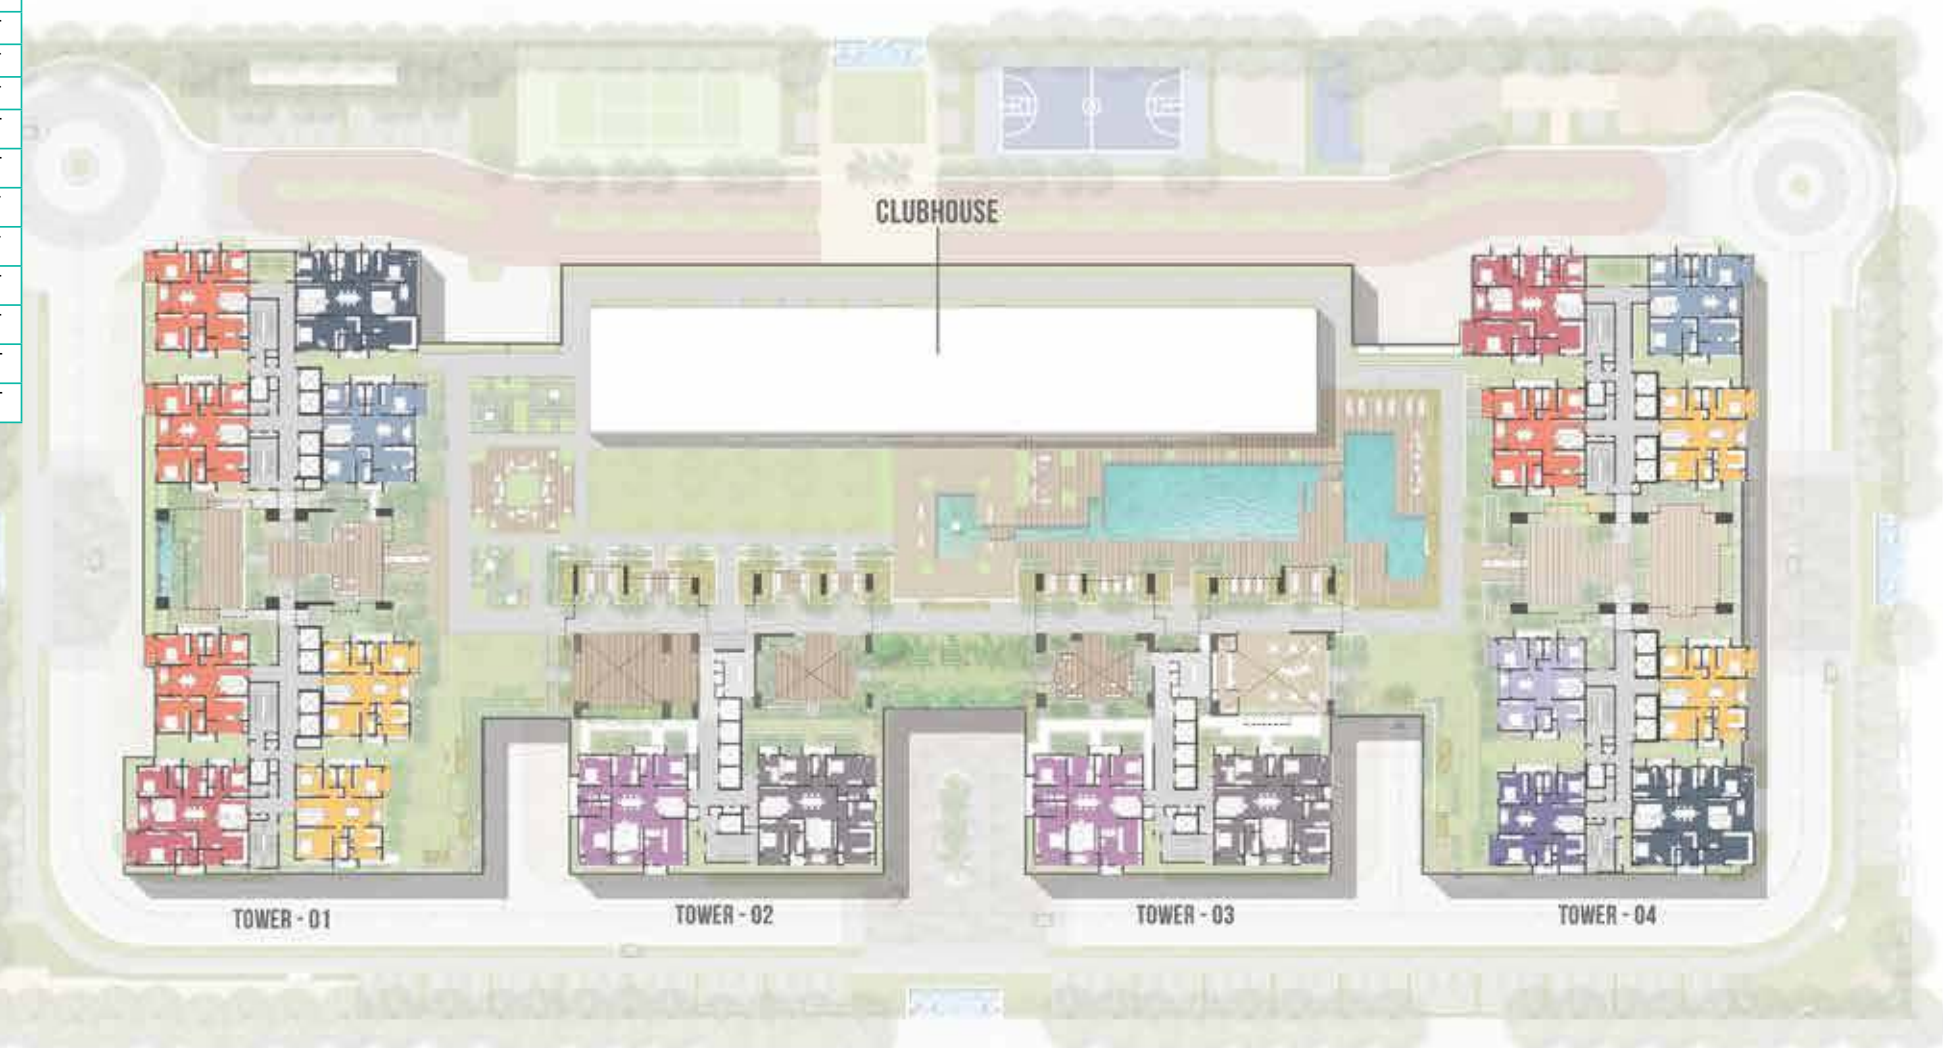 CLUBHOUSE
TOWER - 01
TOWER - 02
TOWER - 03
TOWER - 04